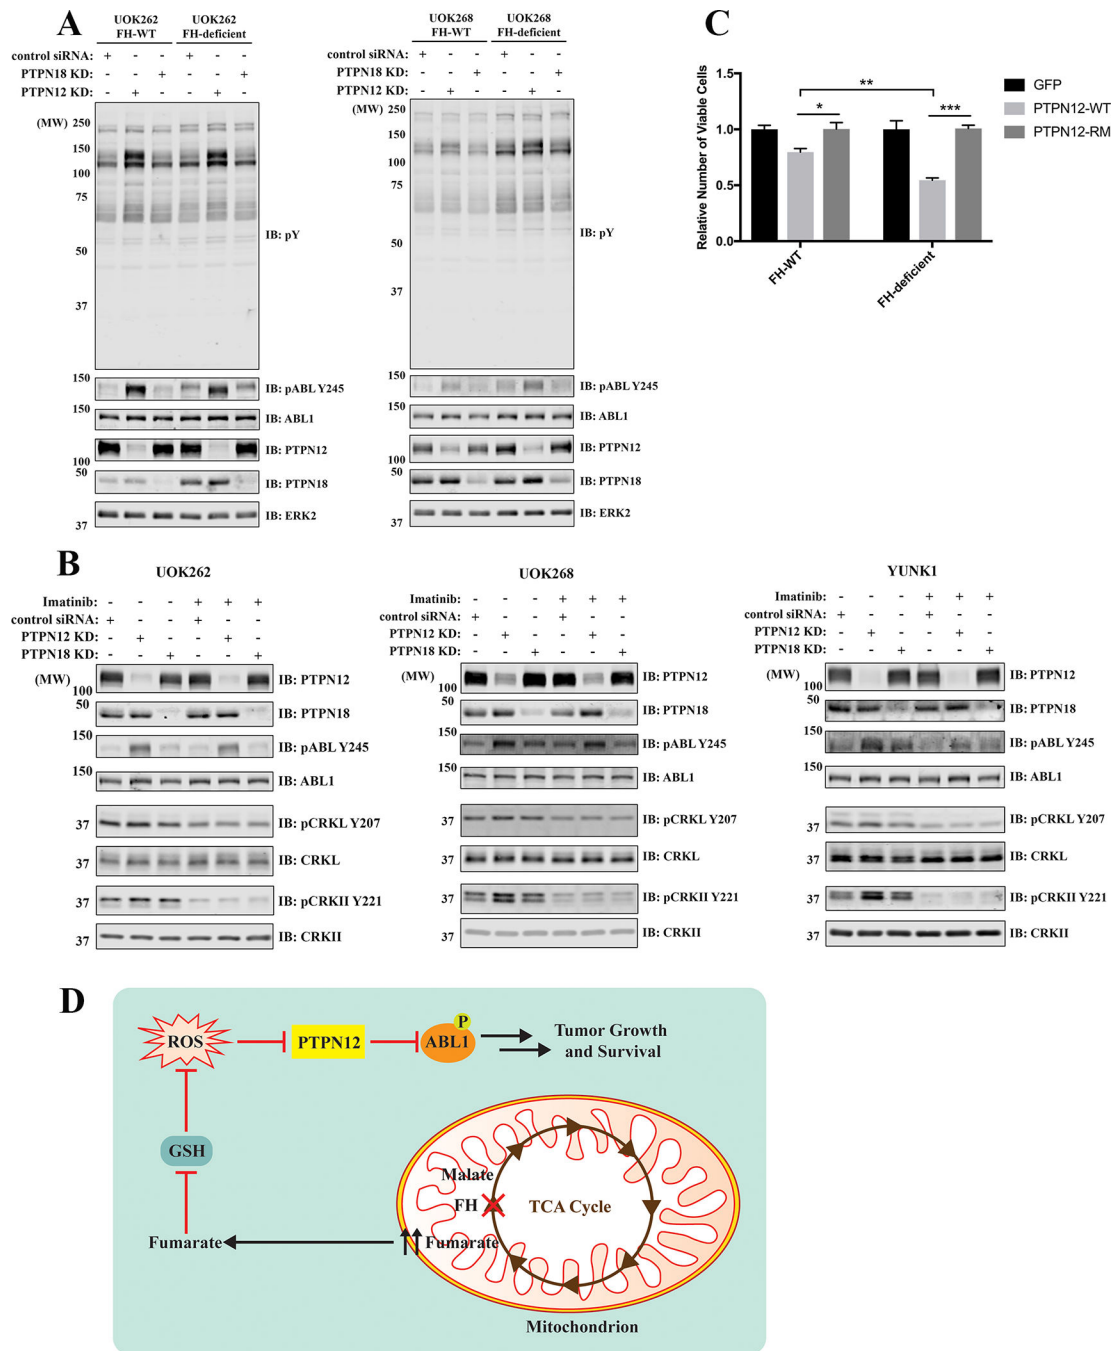 A
UOK262 UOK262
FH-WT FH-deficient
control siRNA: + - - + - -
PTPN18 KD: - - + - - +
PTPN12 KD: - + - - + -
(MW) 250
150
100
75
50
37
IB: pY
150
IB: pABL Y245
150
IB: ABL1
IB: PTPN12
100
50
IB: PTPN18
IB: ERK2
37
UOK268 UOK268
FH-WT FH-deficient
control siRNA: + - - + - -
PTPN18 KD: - - + - - +
PTPN12 KD: - + - - + -
(MW) 250
150
100
75
50
37
IB: pY
150
IB: pABL Y245
150
IB: ABL1
IB: PTPN12
100
50
IB: PTPN18
IB: ERK2
37
C
Relative Number of Viable Cells
1.5
1.0
0.5
0.0
**
*
***
FH-WT
FH-deficient
GFP
PTPN12-WT
PTPN12-RM
B
UOK262
Imatinib: - - - + + +
control siRNA: + - - + - -
PTPN12 KD: - + - - + -
PTPN18 KD: - - + - - +
(MW)
100
IB: PTPN12
50
IB: PTPN18
150
IB: pABL Y245
150
IB: ABL1
37
IB: pCRKL Y207
37
IB: CRKL
37
IB: pCRKII Y221
37
IB: CRKII
UOK268
Imatinib: - - - + + +
control siRNA: + - - + - -
PTPN12 KD: - + - - + -
PTPN18 KD: - - + - - +
(MW)
100
IB: PTPN12
50
IB: PTPN18
150
IB: pABL Y245
150
IB: ABL1
37
IB: pCRKL Y207
37
IB: CRKL
37
IB: pCRKII Y221
37
IB: CRKII
YUNK1
Imatinib: - - - + + +
control siRNA: + - - + - -
PTPN12 KD: - + - - + -
PTPN18 KD: - - + - - +
(MW)
100
IB: PTPN12
50
IB: PTPN18
150
IB: pABL Y245
150
IB: ABL1
37
IB: pCRKL Y207
37
IB: CRKL
37
IB: pCRKII Y221
37
IB: CRKII
D
ROS
PTPN12
ABL1
P
Tumor Growth
and Survival
GSH
Fumarate
Malate
FH
TCA Cycle
Fumarate
Mitochondrion